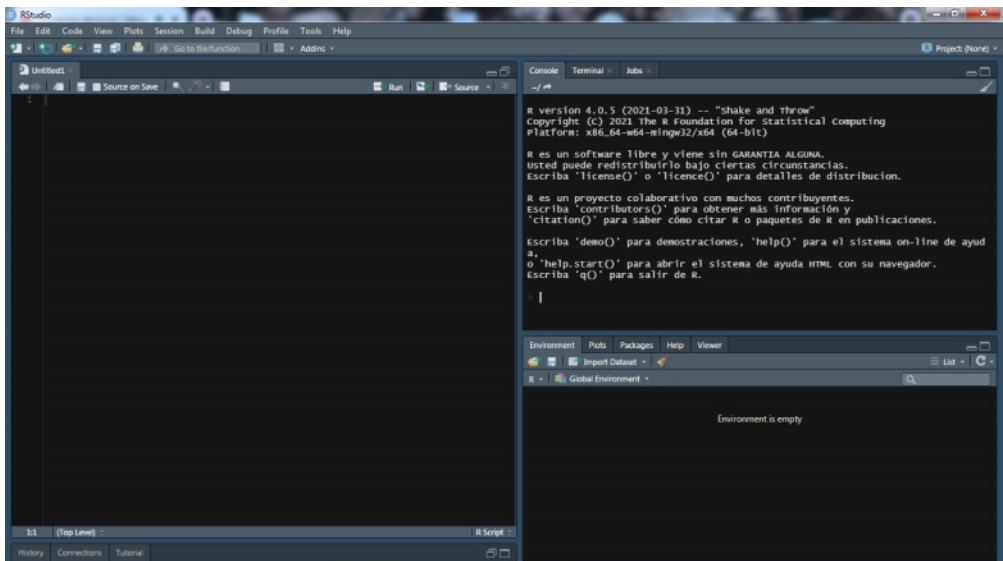 RStudio
File Edit Code View Plots Session Build Debug Profile Tools Help
Go to file/function Addins
Project: (None)
Untitled1
Source on Save Run Source
1
1:1 (Top Level) R Script
History Connections Tutorial
Console Terminal Jobs
~/
R version 4.0.5 (2021-03-31) -- "Shake and Throw"
Copyright (C) 2021 The R Foundation for Statistical Computing
Platform: x86_64-w64-mingw32/x64 (64-bit)
R es un software libre y viene sin GARANTIA ALGUNA.
Usted puede redistribuirlo bajo ciertas circunstancias.
Escriba 'license()' o 'licence()' para detalles de distribucion.
R es un proyecto colaborativo con muchos contribuyentes.
Escriba 'contributors()' para obtener más información y
'citation()' para saber cómo citar R o paquetes de R en publicaciones.
Escriba 'demo()' para demostraciones, 'help()' para el sistema on-line de ayud
a,
o 'help.start()' para abrir el sistema de ayuda HTML con su navegador.
Escriba 'q()' para salir de R.
>
Environment Plots Packages Help Viewer
Import Dataset List
R Global Environment
Environment is empty